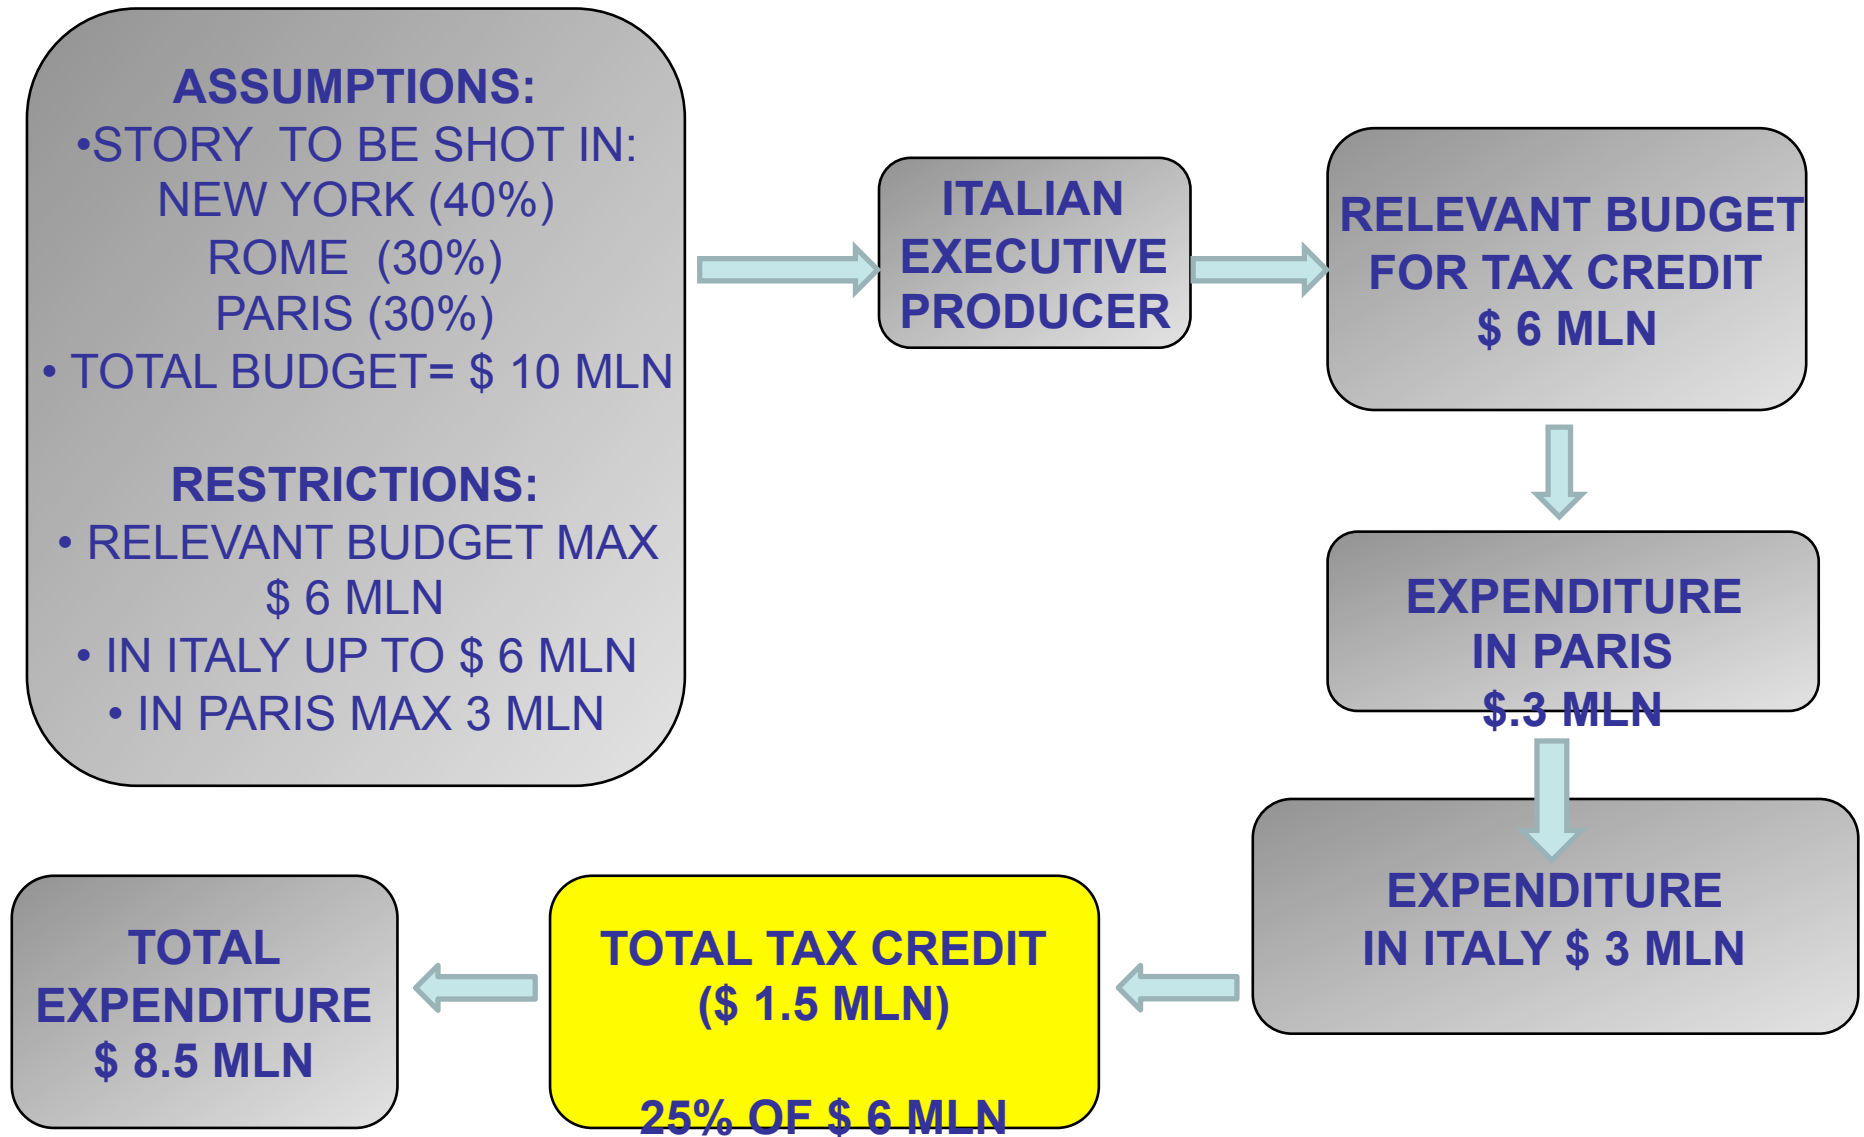 ASSUMPTIONS:
•STORY TO BE SHOT IN:
NEW YORK (40%)
ROME (30%)
PARIS (30%)
• TOTAL BUDGET= $ 10 MLN
RESTRICTIONS:
• RELEVANT BUDGET MAX
$ 6 MLN
• IN ITALY UP TO $ 6 MLN
• IN PARIS MAX 3 MLN
ITALIAN
EXECUTIVE
PRODUCER
RELEVANT BUDGET
FOR TAX CREDIT
$ 6 MLN
EXPENDITURE
IN PARIS
$.3 MLN
EXPENDITURE
IN ITALY $ 3 MLN
TOTAL TAX CREDIT
($ 1.5 MLN)
25% OF $ 6 MLN
TOTAL
EXPENDITURE
$ 8.5 MLN